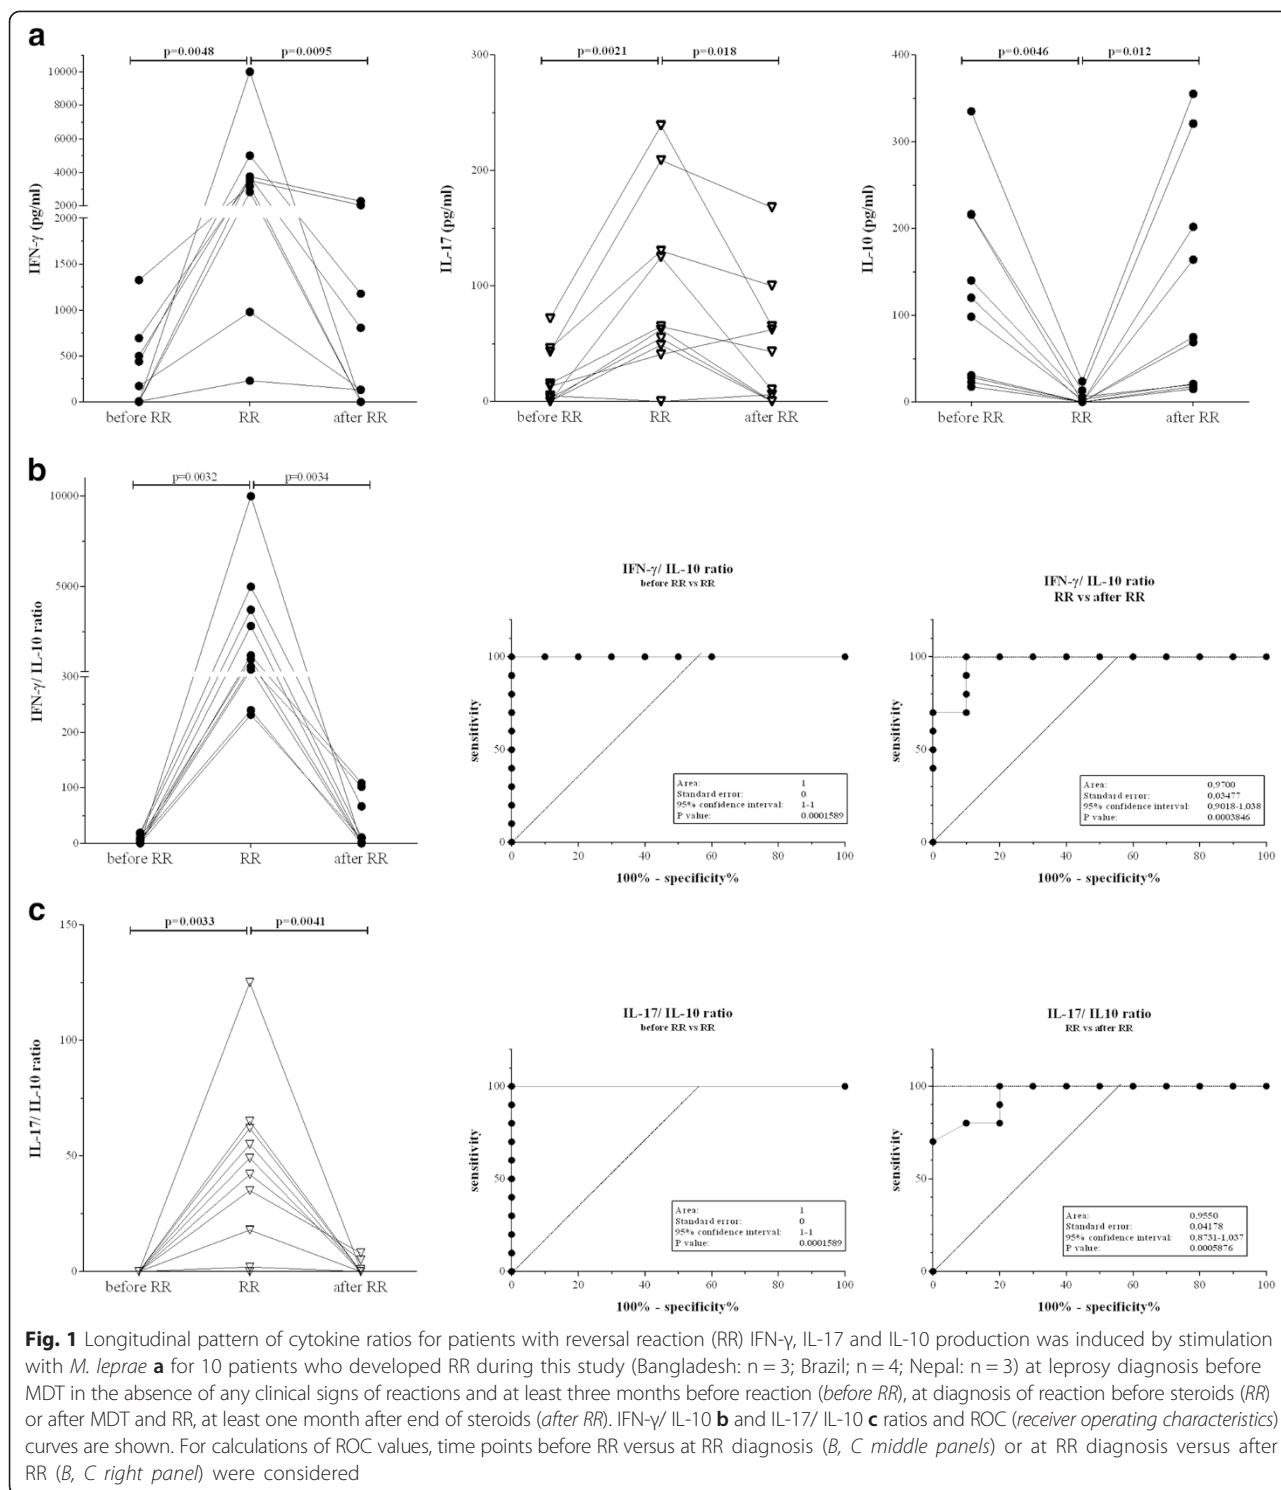 a
p=0.0048 p=0.0095
10000
8000
6000
4000
2000
2000
1500
1000
500
0
IFN-γ (pg/ml)
before RR RR after RR
p=0.0021 p=0.018
300
200
100
0
IL-17 (pg/ml)
before RR RR after RR
p=0.0046 p=0.012
400
300
200
100
0
IL-10 (pg/ml)
before RR RR after RR
b
p=0.0032 p=0.0034
10000
5000
300
200
100
0
IFN-γ/ IL-10 ratio
before RR RR after RR
IFN-γ/ IL-10 ratio
before RR vs RR
100
50
0
sensitivity
Area: 1
Standard error: 0
95% confidence interval: 1-1
P value: 0.0001589
0 20 40 60 80 100
100% - specificity%
IFN-γ/ IL-10 ratio
RR vs after RR
100
50
0
sensitivity
Area: 0,9700
Standard error: 0,03477
95% confidence interval: 0,9018-1,038
P value: 0.0003846
0 20 40 60 80 100
100% - specificity%
c
p=0.0033 p=0.0041
150
100
50
0
IL-17/ IL-10 ratio
before RR RR after RR
IL-17/ IL-10 ratio
before RR vs RR
100
50
0
sensitivity
Area: 1
Standard error: 0
95% confidence interval: 1-1
P value: 0.0001589
0 20 40 60 80 100
100% - specificity%
IL-17/ IL10 ratio
RR vs after RR
100
50
0
sensitivity
Area: 0,9550
Standard error: 0,04178
95% confidence interval: 0,8731-1,037
P value: 0,0005876
0 20 40 60 80 100
100% - specificity%
Fig. 1 Longitudinal pattern of cytokine ratios for patients with reversal reaction (RR) IFN-γ, IL-17 and IL-10 production was induced by stimulation
with M. leprae a for 10 patients who developed RR during this study (Bangladesh: n = 3; Brazil; n = 4; Nepal: n = 3) at leprosy diagnosis before
MDT in the absence of any clinical signs of reactions and at least three months before reaction (before RR), at diagnosis of reaction before steroids (RR)
or after MDT and RR, at least one month after end of steroids (after RR). IFN-γ/ IL-10 b and IL-17/ IL-10 c ratios and ROC (receiver operating characteristics)
curves are shown. For calculations of ROC values, time points before RR versus at RR diagnosis (B, C middle panels) or at RR diagnosis versus after
RR (B, C right panel) were considered